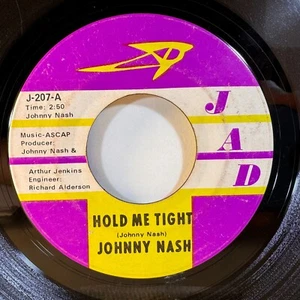 J-207-A
Time: 2:50
Johnny Nash
Music-ASCAP
Producer:
Johnny Nash &
Arthur Jenkins
Engineer:
Richard Alderson
JAD
HOLD ME TIGHT
(Johnny Nash)
JOHNNY NASH